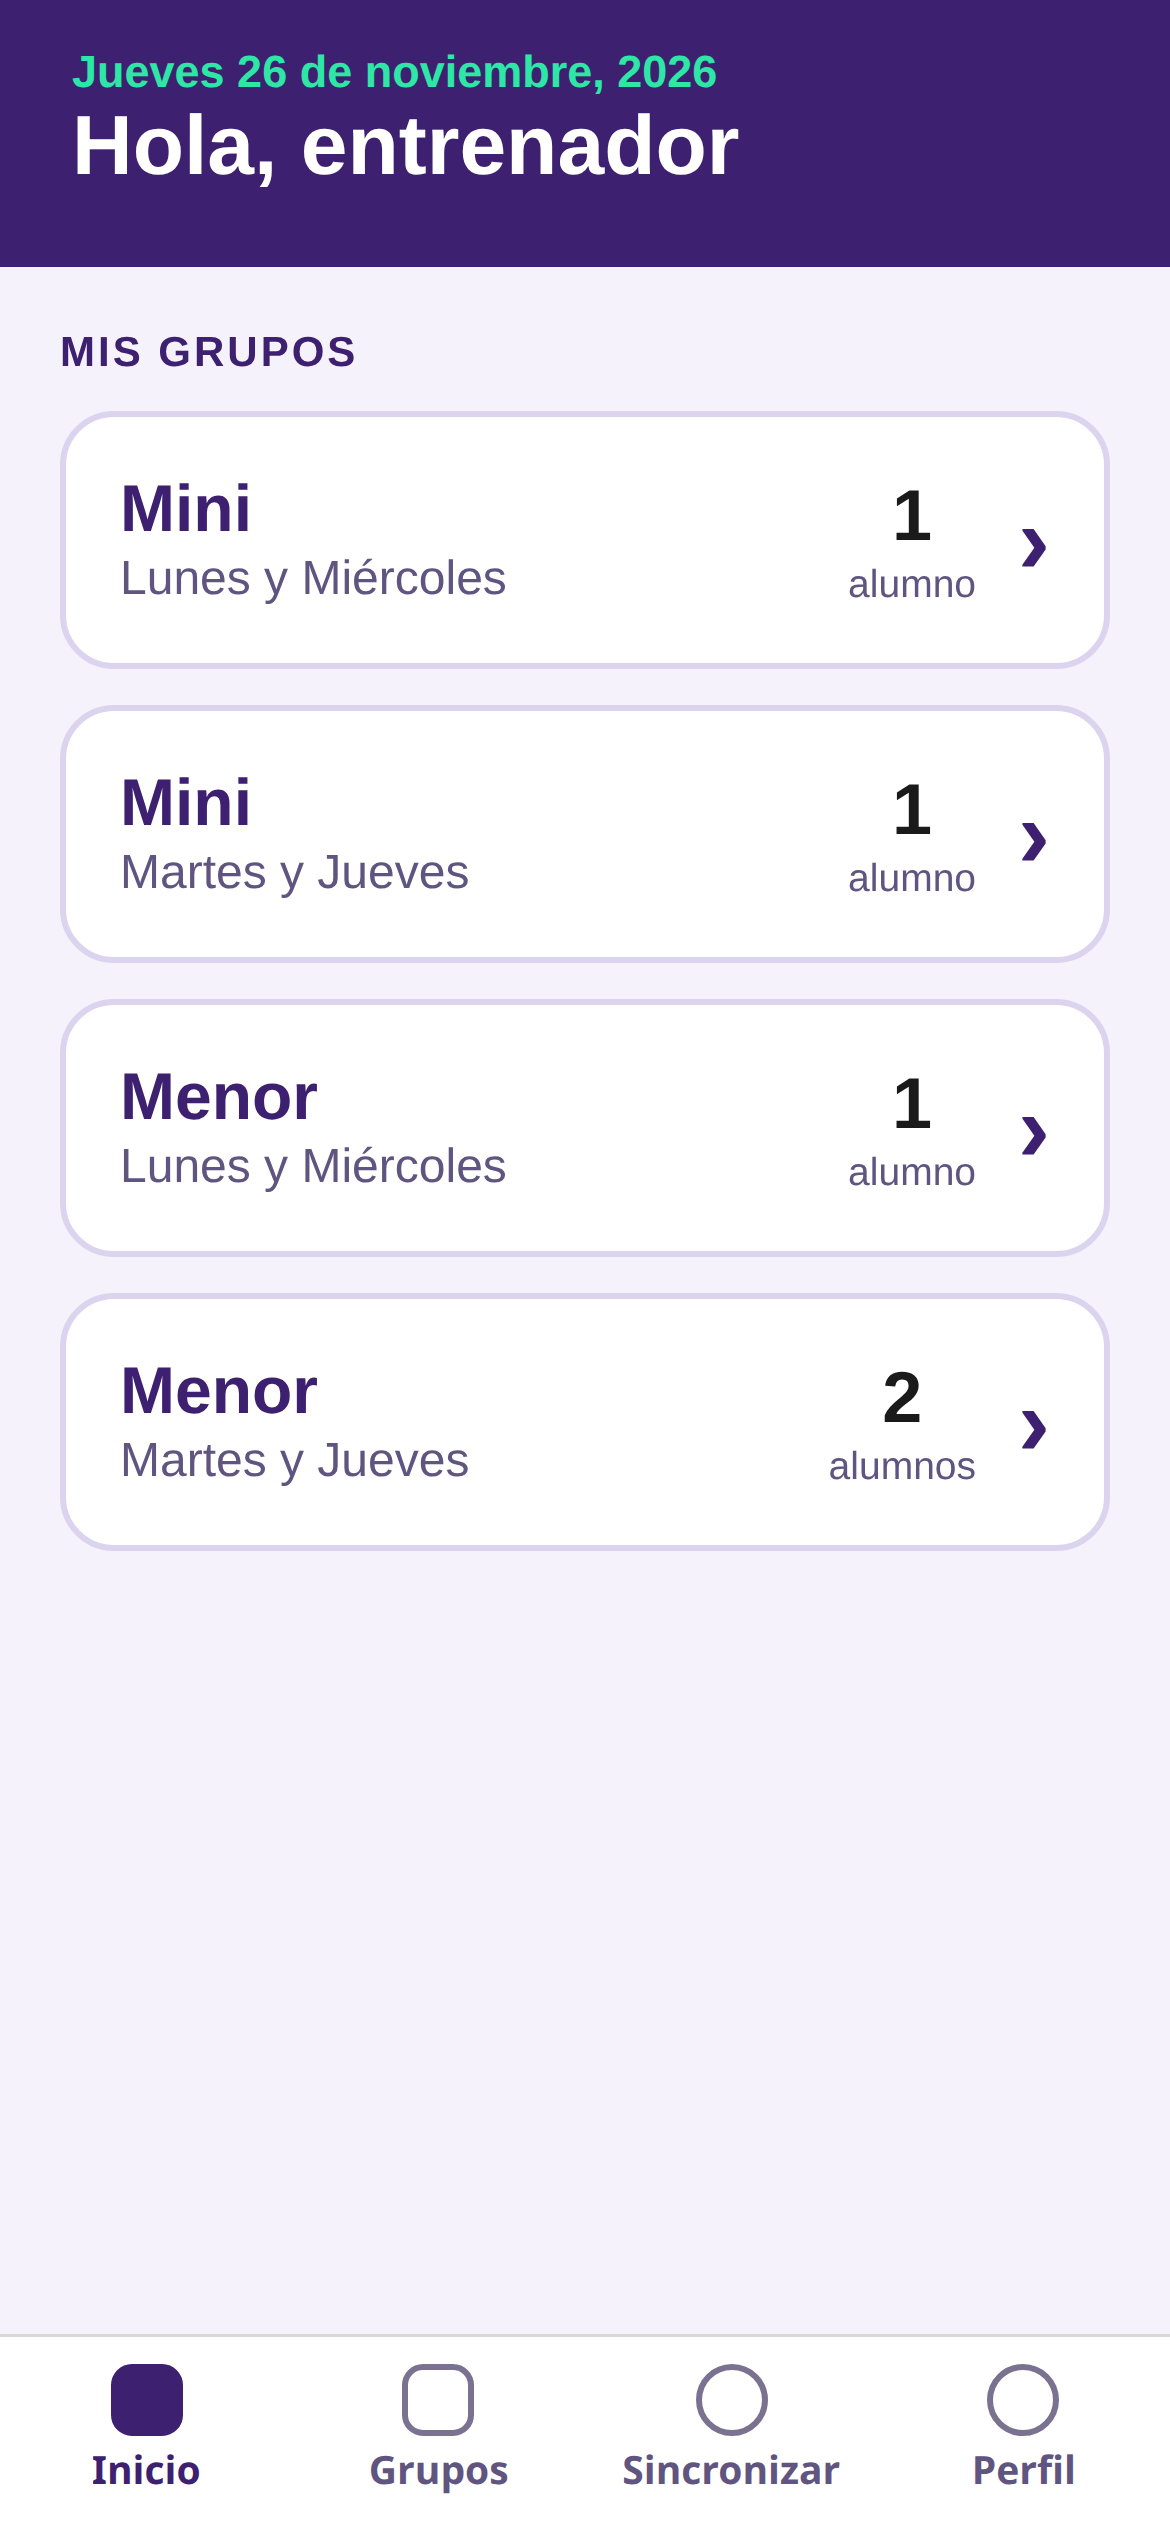 Jueves 26 de noviembre, 2026
Hola, entrenador
MIS GRUPOS
Mini
Lunes y Miércoles
1
alumno
›
Mini
Martes y Jueves
1
alumno
›
Menor
Lunes y Miércoles
1
alumno
›
Menor
Martes y Jueves
2
alumnos
›
Inicio
Grupos
Sincronizar
Perfil